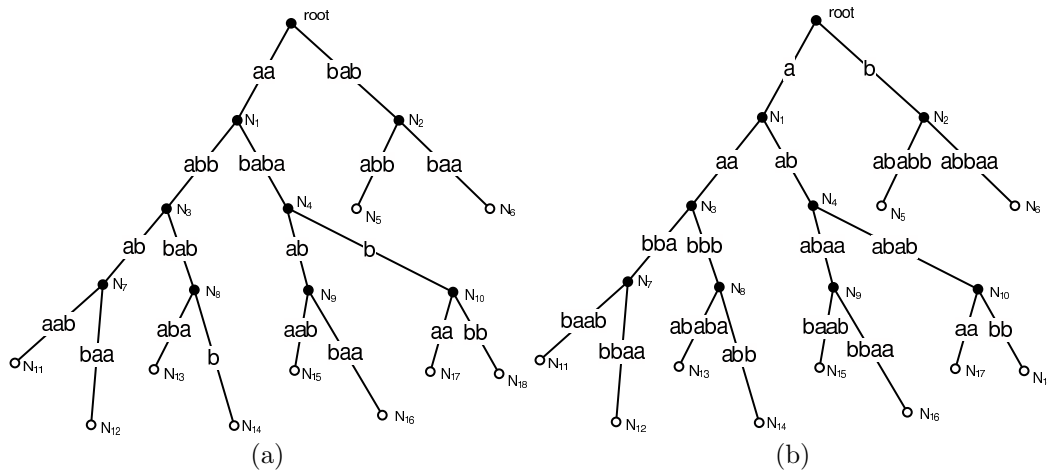 root
aa bab
N1 N2
abb baba abb baa
N3 N4 N5 N6
ab bab ab b
N7 N8 N9 N10
aab baa aba b aab baa aa bb
N11 N13 N15 N17 N18
N12 N14 N16
(a)
root
a b
N1 N2
aa ab ababb abbaa
N3 N4 N5 N6
bba bbb abaa abab
N7 N8 N9 N10
baab bbaa ababa abb baab bbaa aa bb
N11 N13 N15 N17 N1
N12 N14 N16
(b)